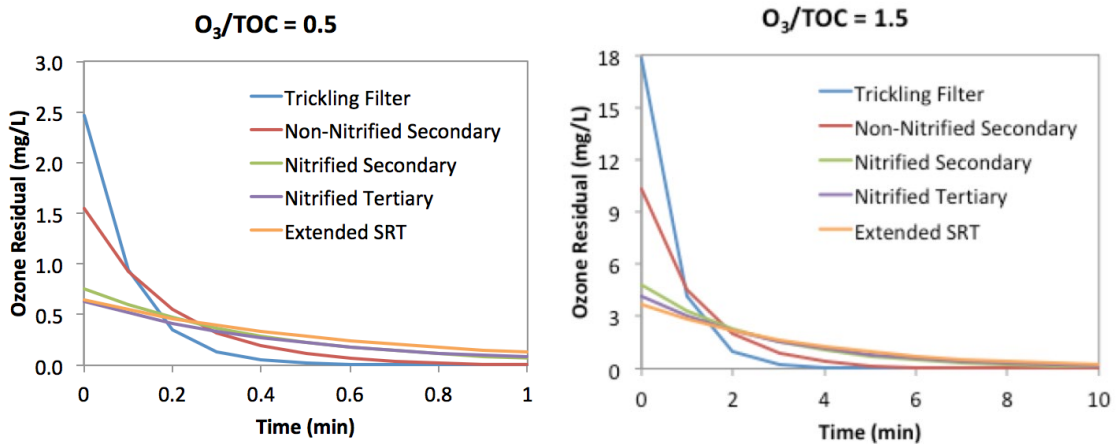 O₃/TOC = 0.5
Ozone Residual (mg/L)
3.0
2.5
2.0
1.5
1.0
0.5
0.0
Trickling Filter
Non-Nitrified Secondary
Nitrified Secondary
Nitrified Tertiary
Extended SRT
0 0.2 0.4 0.6 0.8 1
Time (min)
O₃/TOC = 1.5
Ozone Residual (mg/L)
18
15
12
9
6
3
0
Trickling Filter
Non-Nitrified Secondary
Nitrified Secondary
Nitrified Tertiary
Extended SRT
0 2 4 6 8 10
Time (min)